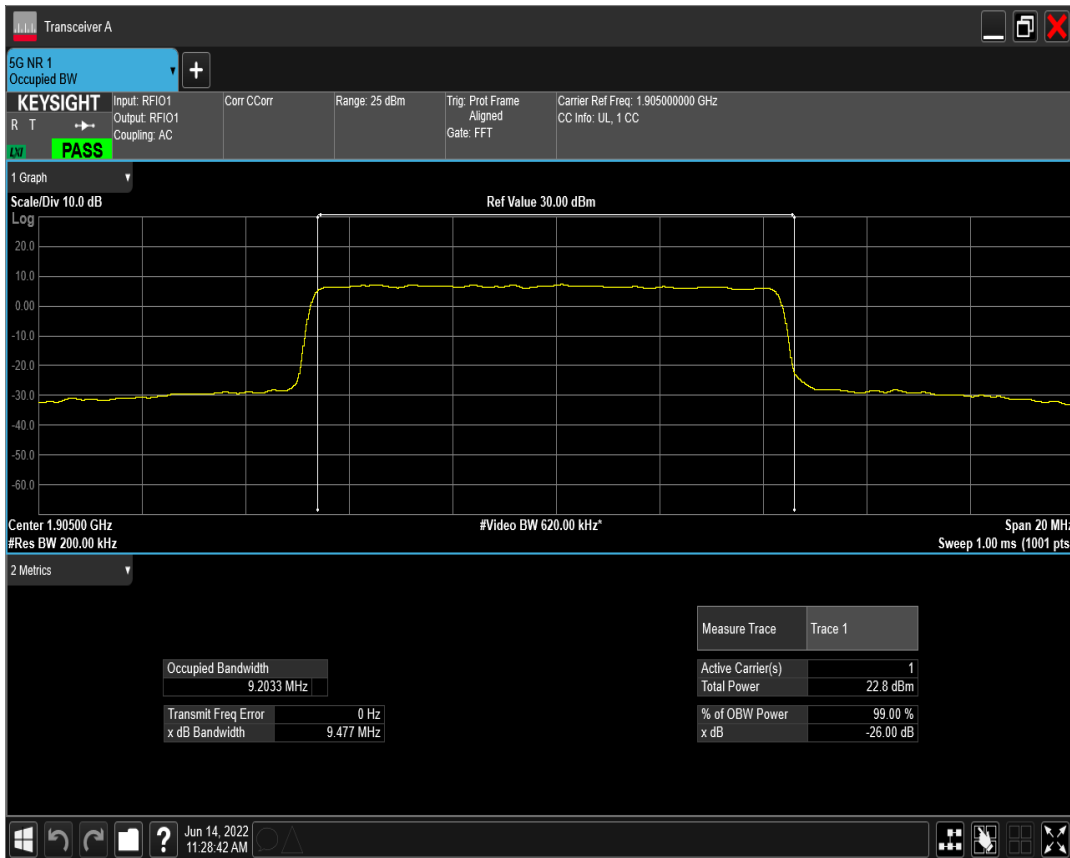 Transceiver A
5G NR 1
Occupied BW
+
KEYSIGHT
R T
LXI
PASS
Input: RFIO1
Output: RFIO1
Coupling: AC
Corr CCorr
Range: 25 dBm
Trig: Prot Frame
Aligned
Gate: FFT
Carrier Ref Freq: 1.905000000 GHz
CC Info: UL, 1 CC
1 Graph
Scale/Div 10.0 dB
Ref Value 30.00 dBm
Log
20.0
10.0
0.00
-10.0
-20.0
-30.0
-40.0
-50.0
-60.0
Center 1.90500 GHz
#Video BW 620.00 kHz*
Span 20 MHz
#Res BW 200.00 kHz
Sweep 1.00 ms (1001 pts
2 Metrics
Measure Trace Trace 1
Occupied Bandwidth
9.2033 MHz
Active Carrier(s) 1
Total Power 22.8 dBm
Transmit Freq Error 0 Hz
x dB Bandwidth 9.477 MHz
% of OBW Power 99.00 %
x dB -26.00 dB
?
Jun 14, 2022
11:28:42 AM